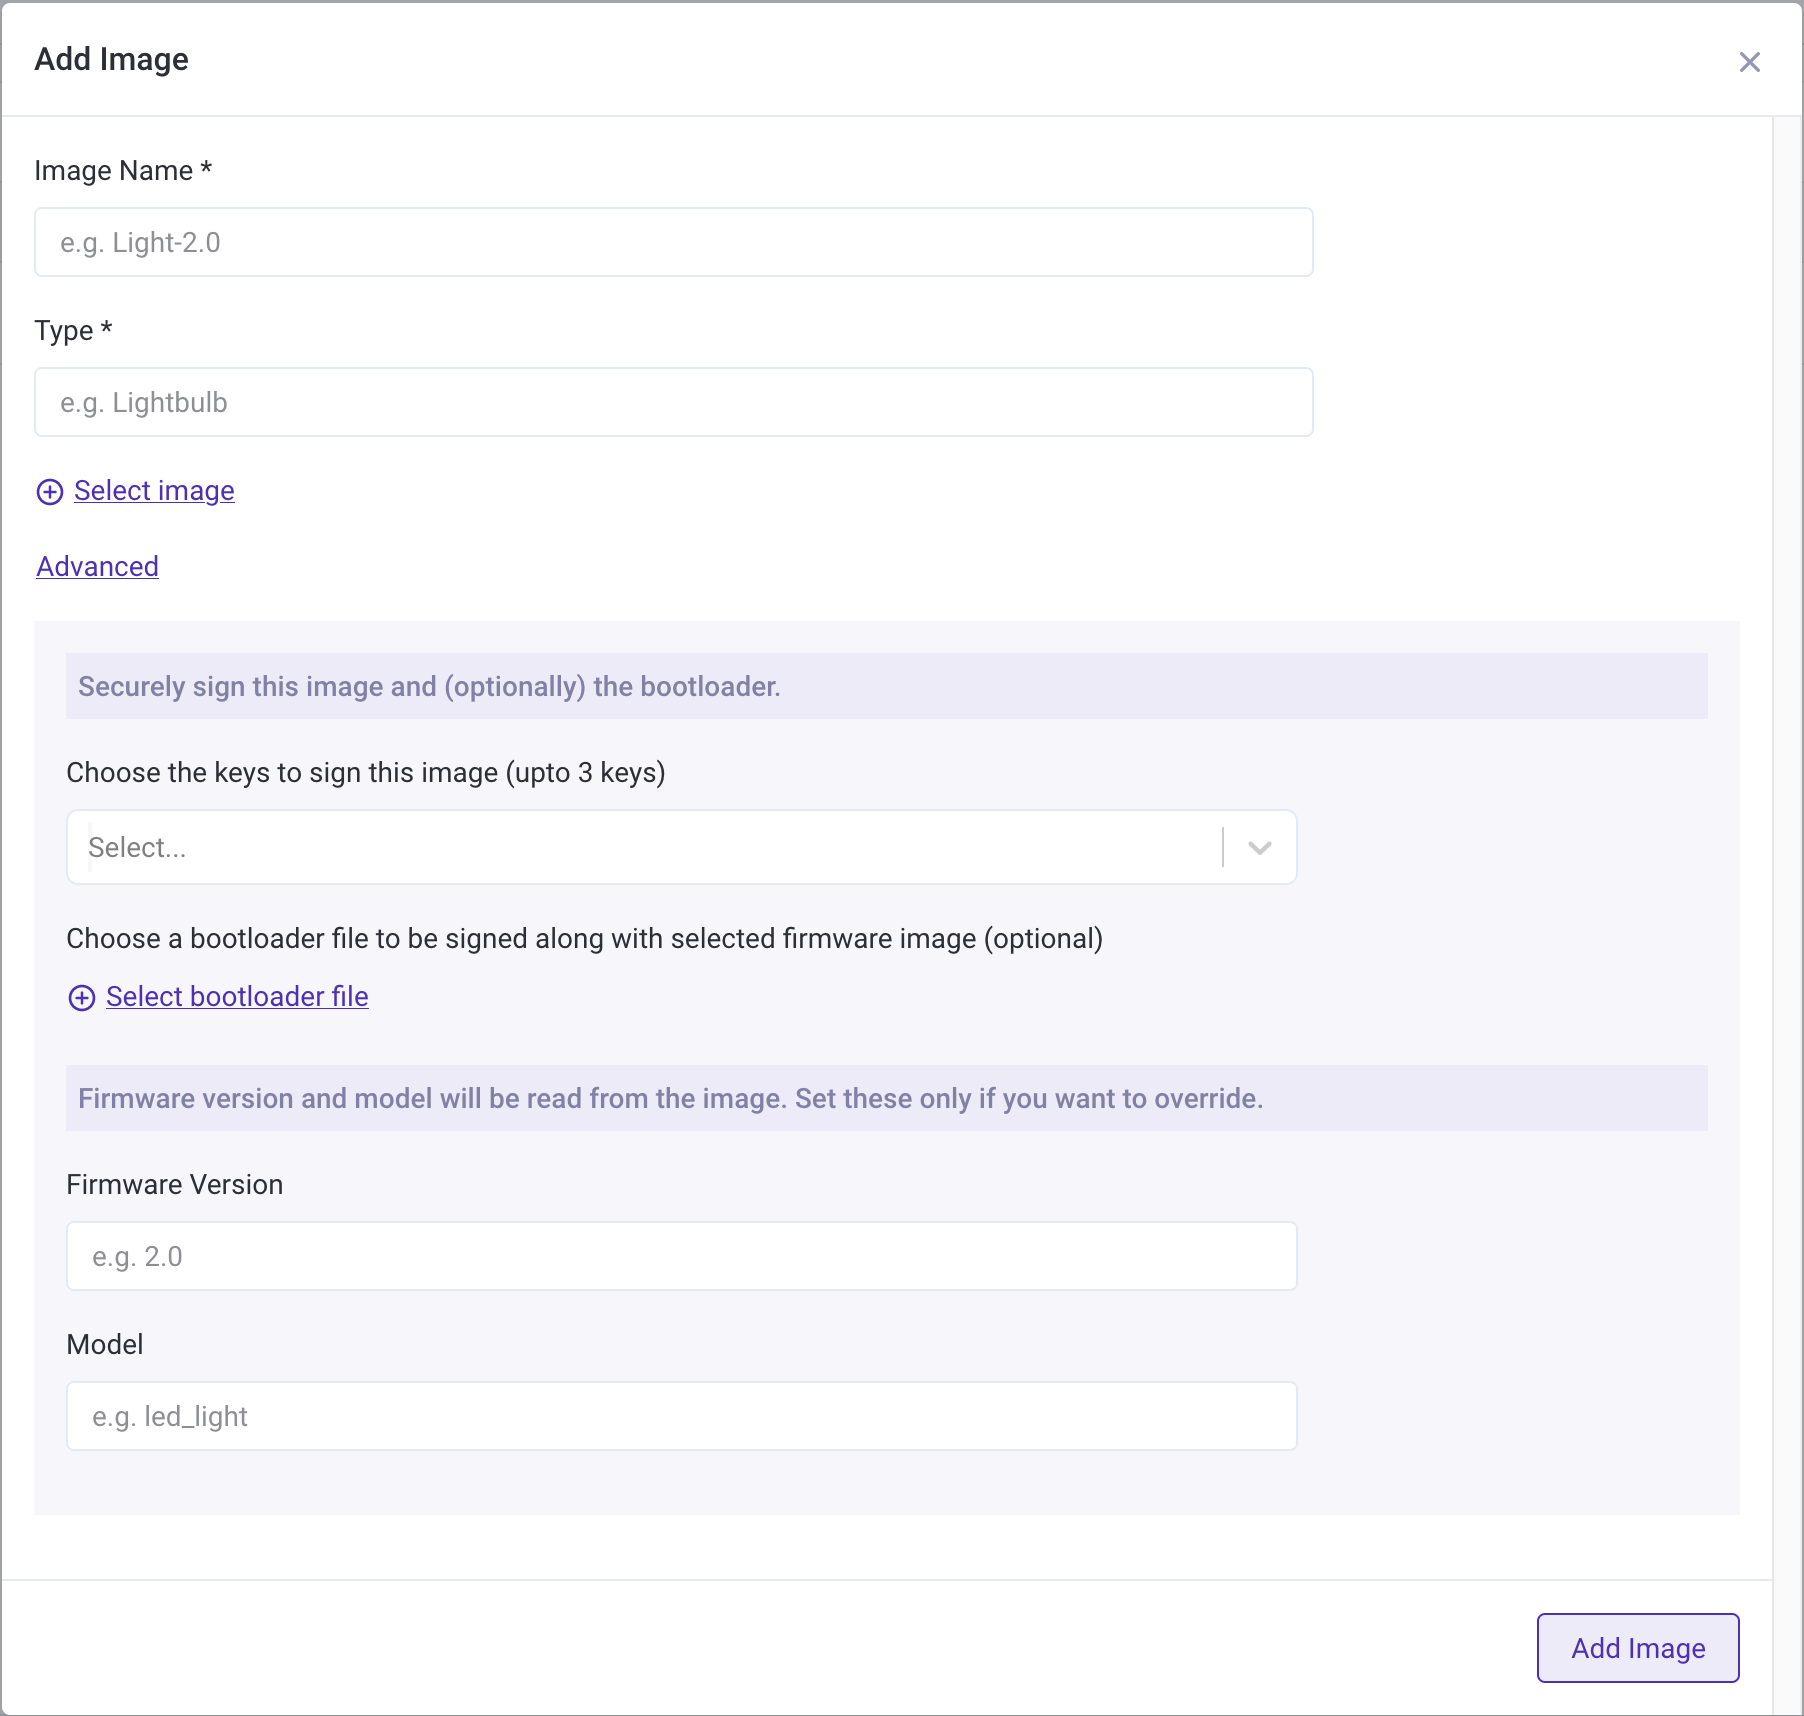 Add Image
Image Name *
e.g. Light-2.0
Type *
e.g. Lightbulb
Select image
Advanced
Securely sign this image and (optionally) the bootloader.
Choose the keys to sign this image (upto 3 keys)
Select...
Choose a bootloader file to be signed along with selected firmware image (optional)
Select bootloader file
Firmware version and model will be read from the image. Set these only if you want to override.
Firmware Version
e.g. 2.0
Model
e.g. led_light
Add Image